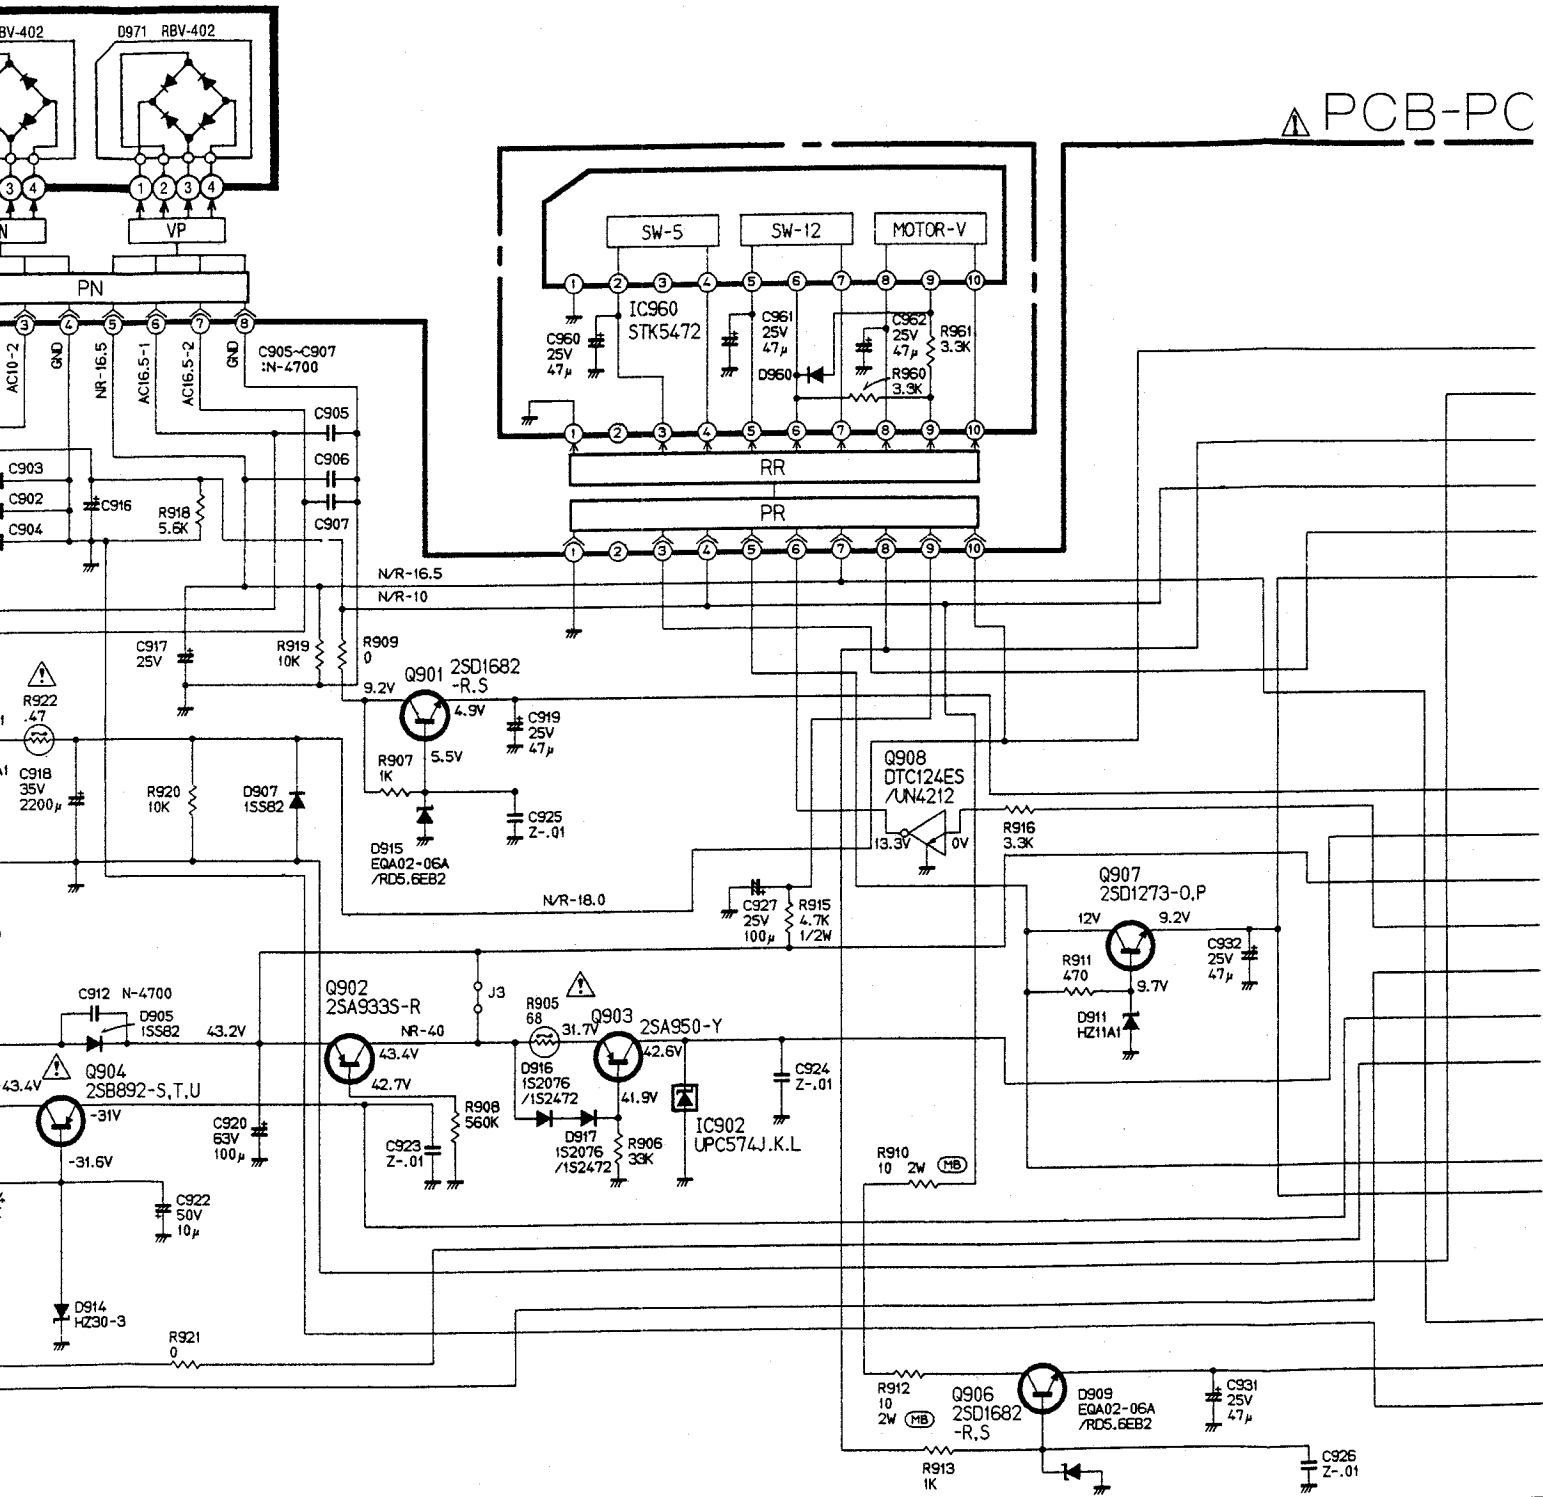 BV-402
D971 RBV-402
⚠ PCB-PC
3 4
1 2 3 4
N
VP
PN
3 4 5 6 7 8
AC10-2
GND
NR-16.5
AC16.5-1
AC16.5-2
GND
C905~C907
:N-4700
SW-5
SW-12
MOTOR-V
1 2 3 4 5 6 7 8 9 10
IC960
STK5472
C960
25V
47μ
C961
25V
47μ
C962
25V
47μ
R961
3.3K
D960
R960
3.3K
1 2 3 4 5 6 7 8 9 10
RR
PR
1 2 3 4 5 6 7 8 9 10
C905
C906
C907
C903
C902
C904
C916
R918
5.6K
N/R-16.5
N/R-10
C917
25V
R919
10K
R909
0
Q901
2SD1682
-R.S
9.2V
4.9V
5.5V
C919
25V
47μ
R922
.47
C918
35V
2200μ
R920
10K
D907
1SS82
R907
1K
C925
Z-.01
D915
EQA02-06A
/RD5.6EB2
N/R-18.0
Q908
DTC124ES
/UN4212
13.3V
0V
R916
3.3K
C927
25V
100μ
R915
4.7K
1/2W
Q907
2SD1273-O,P
12V
9.2V
R911
470
9.7V
C932
25V
47μ
D911
HZ11A1
C912 N-4700
D905
1SS82
43.2V
Q902
2SA933S-R
NR-40
43.4V
42.7V
J3
R905
68
31.7V
Q903
2SA950-Y
42.6V
41.9V
D916
1S2076
/1S2472
D917
1S2076
/1S2472
R906
33K
IC902
UPC574J.K.L
C924
Z-.01
-43.4V
Q904
2SB892-S,T,U
-31V
-31.6V
C920
63V
100μ
C923
Z-.01
R908
560K
C922
50V
10μ
D914
HZ30-3
R921
0
R910
10 2W MB
R912
10
2W MB
Q906
2SD1682
-R,S
D909
EQA02-06A
/RD5.6EB2
C931
25V
47μ
R913
1K
C926
Z-.01